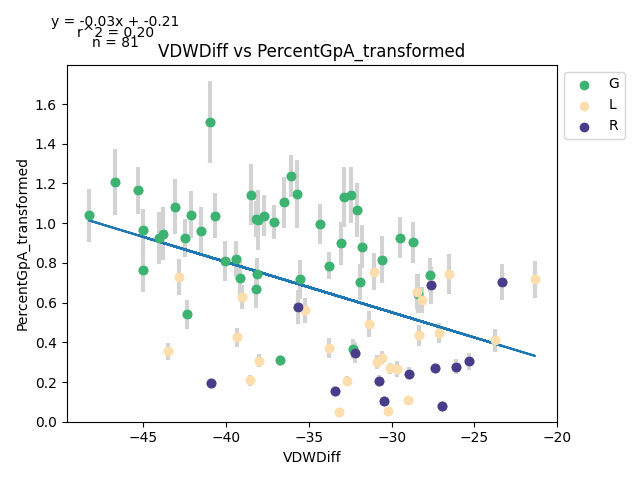 y = -0.03x + -0.21
r^2 = 0.20
n = 81
VDWDiff vs PercentGpA_transformed
G
L
R
1.6
1.4
1.2
1.0
0.8
0.6
0.4
0.2
0.0
PercentGpA_transformed
−45
−40
−35
−30
−25
−20
VDWDiff